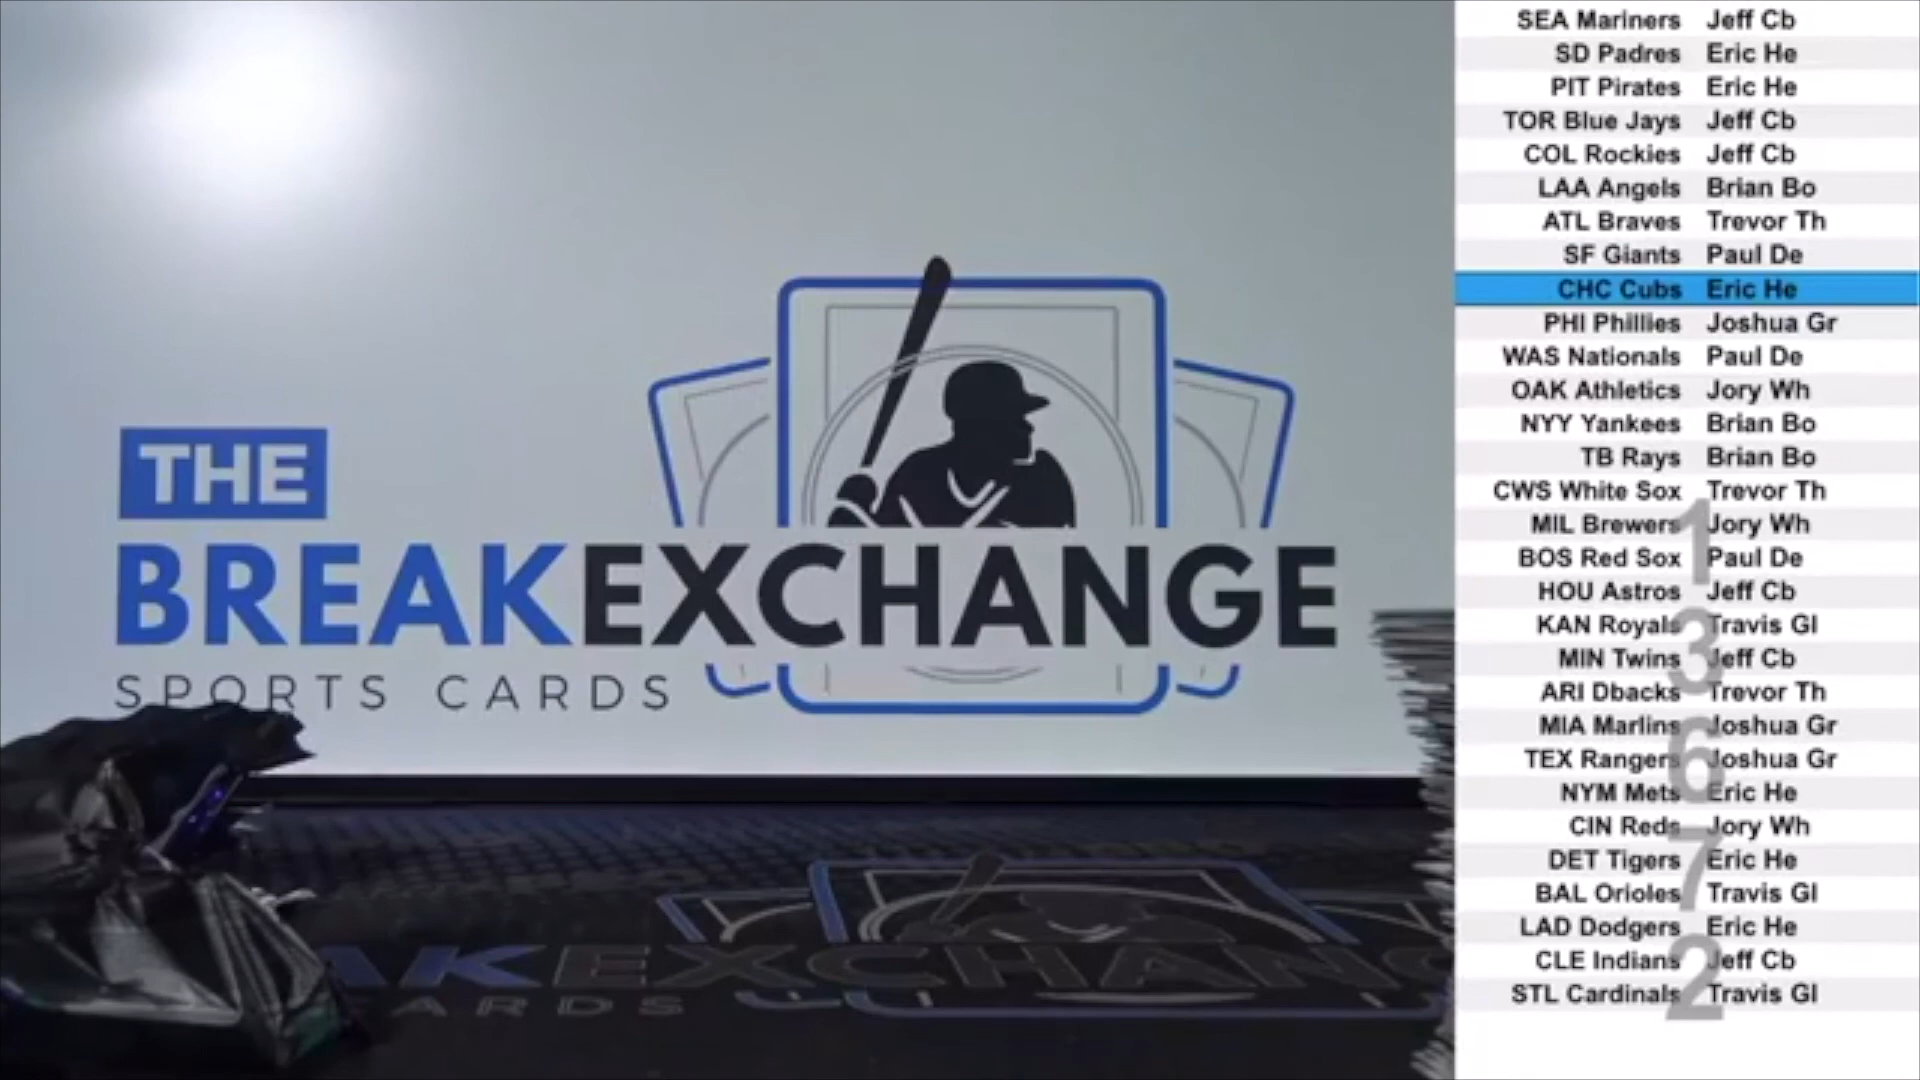 THE
BREAKEXCHANGE
SPORTS CARDS
AKEXCHANG
ARDS
SEA Mariners Jeff Cb
SD Padres Eric He
PIT Pirates Eric He
TOR Blue Jays Jeff Cb
COL Rockies Jeff Cb
LAA Angels Brian Bo
ATL Braves Trevor Th
SF Giants Paul De
CHC Cubs Eric He
PHI Phillies Joshua Gr
WAS Nationals Paul De
OAK Athletics Jory Wh
NYY Yankees Brian Bo
TB Rays Brian Bo
CWS White Sox Trevor Th
MIL Brewers Jory Wh
BOS Red Sox Paul De
HOU Astros Jeff Cb
KAN Royals Travis Gl
MIN Twins Jeff Cb
ARI Dbacks Trevor Th
MIA Marlins Joshua Gr
TEX Rangers Joshua Gr
NYM Mets Eric He
CIN Reds Jory Wh
DET Tigers Eric He
BAL Orioles Travis Gl
LAD Dodgers Eric He
CLE Indians Jeff Cb
STL Cardinals Travis Gl
1
3
6
7
2